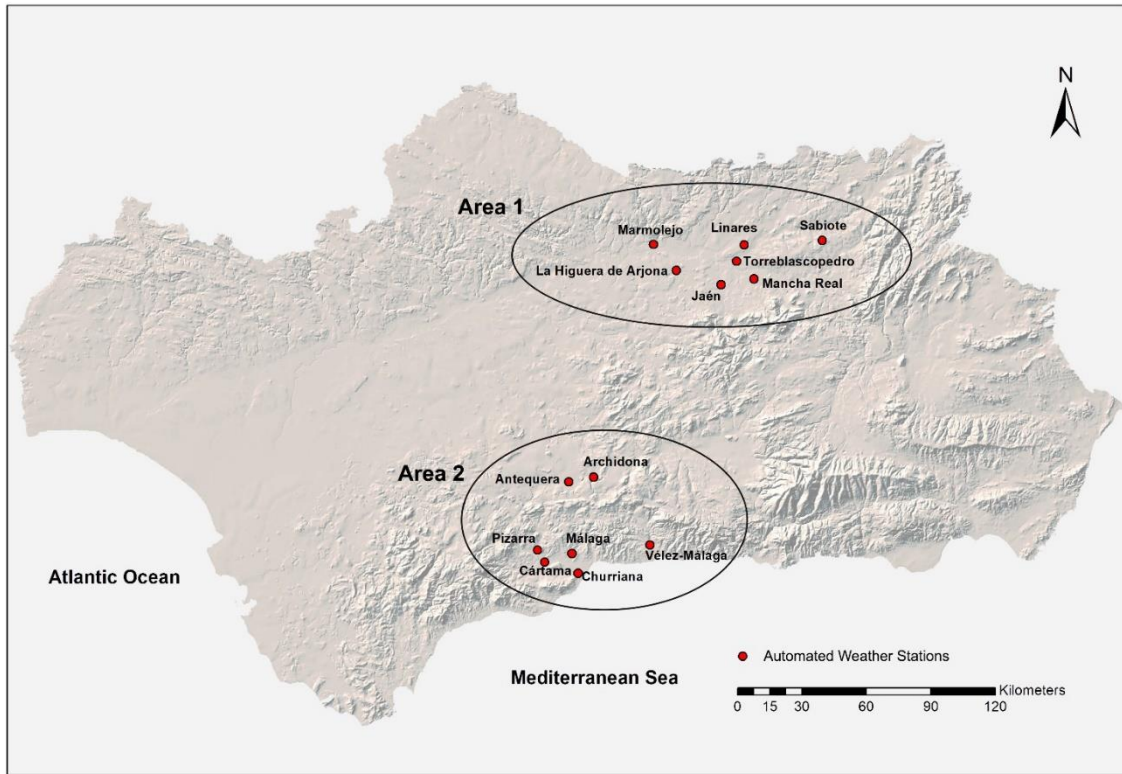 N
Area 1
Marmolejo
Linares
Sabiote
Torreblascopedro
La Higuera de Arjona
Mancha Real
Jaén
Area 2
Archidona
Antequera
Pizarra
Málaga
Vélez-Málaga
Cártama
Churriana
Atlantic Ocean
Mediterranean Sea
Automated Weather Stations
Kilometers
0 15 30 60 90 120